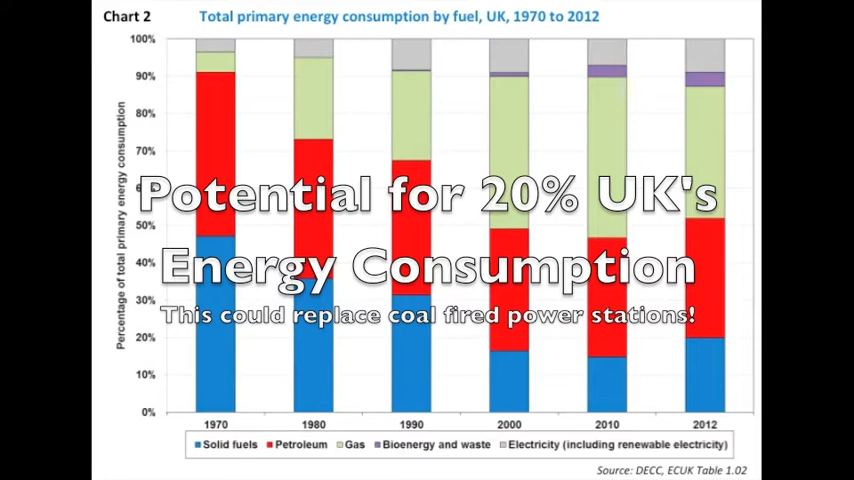 Chart 2 Total primary energy consumption by fuel, UK, 1970 to 2012
100%
90%
80%
70%
60%
50%
40%
30%
20%
10%
0%
Percentage of total primary energy consumption
Potential for 20% UK's
Energy Consumption
This could replace coal fired power stations!
1970 1980 1990 2000 2010 2012
Solid fuels Petroleum Gas Bioenergy and waste Electricity (including renewable electricity)
Source: DECC, ECUK Table 1.02